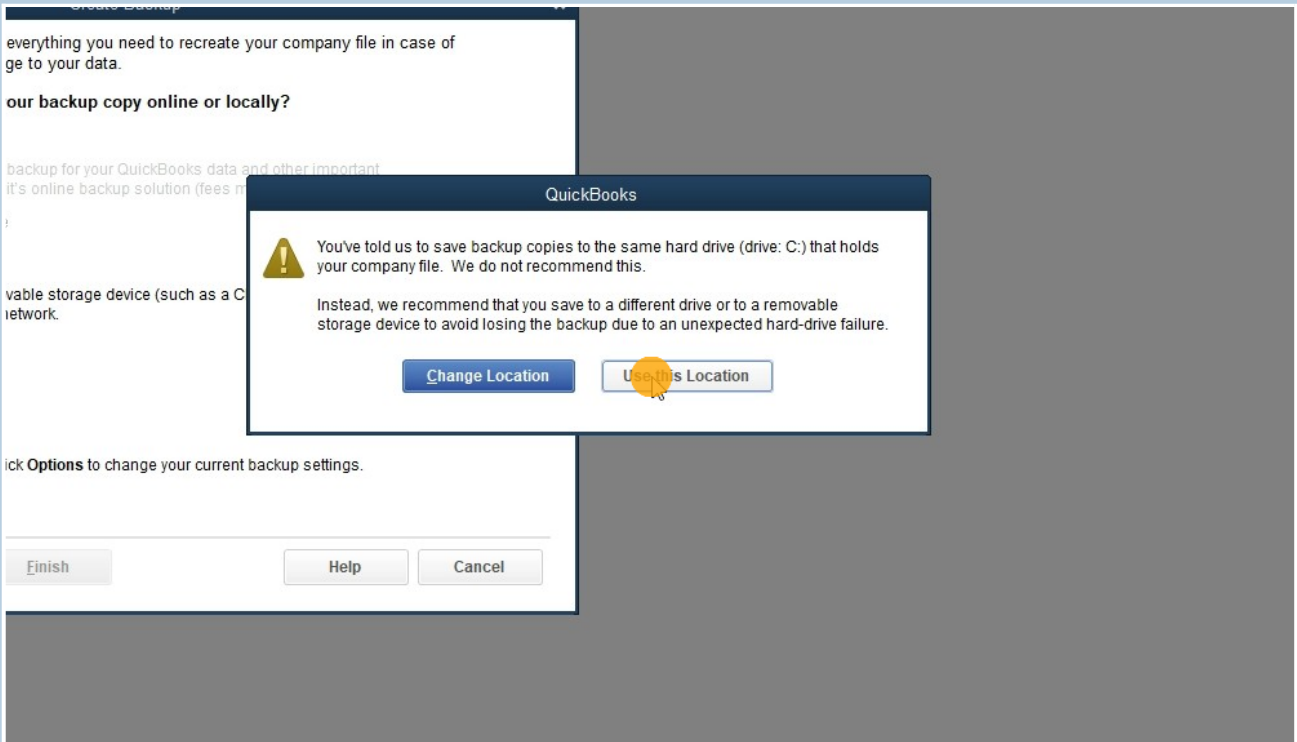 Create Backup
everything you need to recreate your company file in case of
ge to your data.
our backup copy online or locally?
backup for your QuickBooks data and other important
it's online backup solution (fees
QuickBooks
You've told us to save backup copies to the same hard drive (drive: C:) that holds
your company file. We do not recommend this.
vable storage device (such as a C
network.
Instead, we recommend that you save to a different drive or to a removable
storage device to avoid losing the backup due to an unexpected hard-drive failure.
Change Location
Use this Location
ick Options to change your current backup settings.
Finish
Help
Cancel